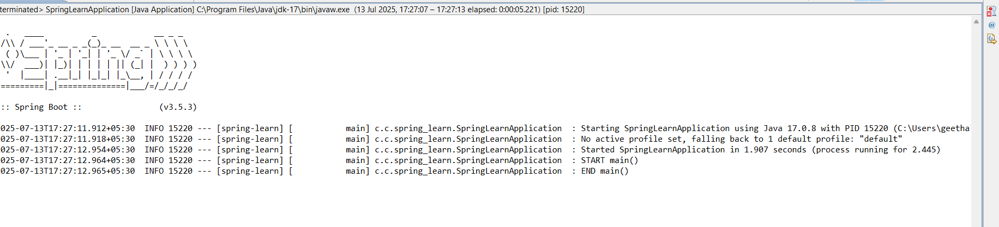 terminated> SpringLearnApplication [Java Application] C:\Program Files\Java\jdk-17\bin\javaw.exe  (13 Jul 2025, 17:27:07 – 17:27:13 elapsed: 0:00:05.221) [pid: 15220]
  .   ____          _            __ _ _
/\\ / ___'_ __ _ _(_)_ __  __ _ \ \ \ \
 ( )\___ | '_ | '_| | '_ \/ _` | \ \ \ \
\\/  ___)| |_)| | | | | || (_| |  ) ) ) )
 '  |____| .__|_| |_|_| |_\__, | / / / /
=========|_|==============|___/=/_/_/_/
:: Spring Boot ::                (v3.5.3)
025-07-13T17:27:11.912+05:30  INFO 15220 --- [spring-learn] [           main] c.c.spring_learn.SpringLearnApplication  : Starting SpringLearnApplication using Java 17.0.8 with PID 15220 (C:\Users\geetha
025-07-13T17:27:11.918+05:30  INFO 15220 --- [spring-learn] [           main] c.c.spring_learn.SpringLearnApplication  : No active profile set, falling back to 1 default profile: "default"
025-07-13T17:27:12.954+05:30  INFO 15220 --- [spring-learn] [           main] c.c.spring_learn.SpringLearnApplication  : Started SpringLearnApplication in 1.907 seconds (process running for 2.445)
025-07-13T17:27:12.964+05:30  INFO 15220 --- [spring-learn] [           main] c.c.spring_learn.SpringLearnApplication  : START main()
025-07-13T17:27:12.965+05:30  INFO 15220 --- [spring-learn] [           main] c.c.spring_learn.SpringLearnApplication  : END main()